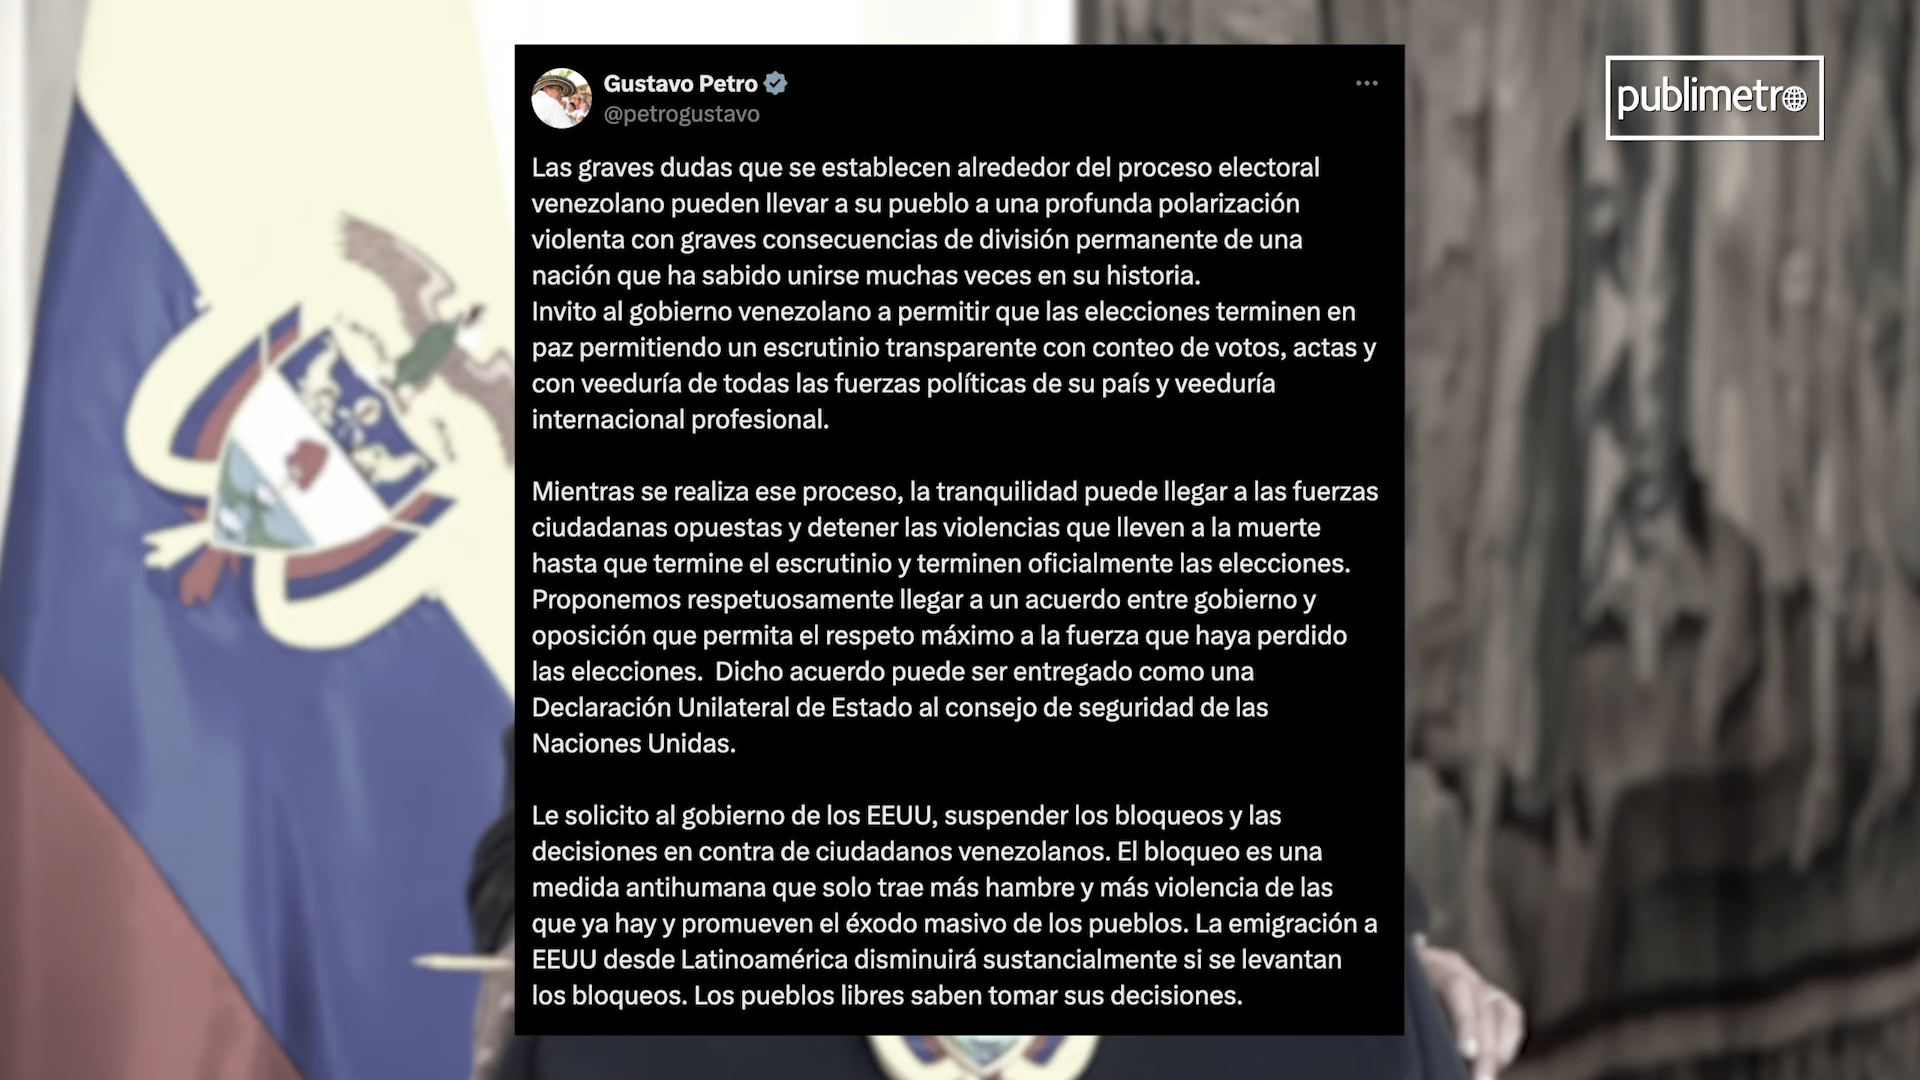 Gustavo Petro
@petrogustavo
publimetro
Las graves dudas que se establecen alrededor del proceso electoral
venezolano pueden llevar a su pueblo a una profunda polarización
violenta con graves consecuencias de división permanente de una
nación que ha sabido unirse muchas veces en su historia.
Invito al gobierno venezolano a permitir que las elecciones terminen en
paz permitiendo un escrutinio transparente con conteo de votos, actas y
con veeduría de todas las fuerzas políticas de su país y veeduría
internacional profesional.
Mientras se realiza ese proceso, la tranquilidad puede llegar a las fuerzas
ciudadanas opuestas y detener las violencias que lleven a la muerte
hasta que termine el escrutinio y terminen oficialmente las elecciones.
Proponemos respetuosamente llegar a un acuerdo entre gobierno y
oposición que permita el respeto máximo a la fuerza que haya perdido
las elecciones.  Dicho acuerdo puede ser entregado como una
Declaración Unilateral de Estado al consejo de seguridad de las
Naciones Unidas.
Le solicito al gobierno de los EEUU, suspender los bloqueos y las
decisiones en contra de ciudadanos venezolanos. El bloqueo es una
medida antihumana que solo trae más hambre y más violencia de las
que ya hay y promueven el éxodo masivo de los pueblos. La emigración a
EEUU desde Latinoamérica disminuirá sustancialmente si se levantan
los bloqueos. Los pueblos libres saben tomar sus decisiones.